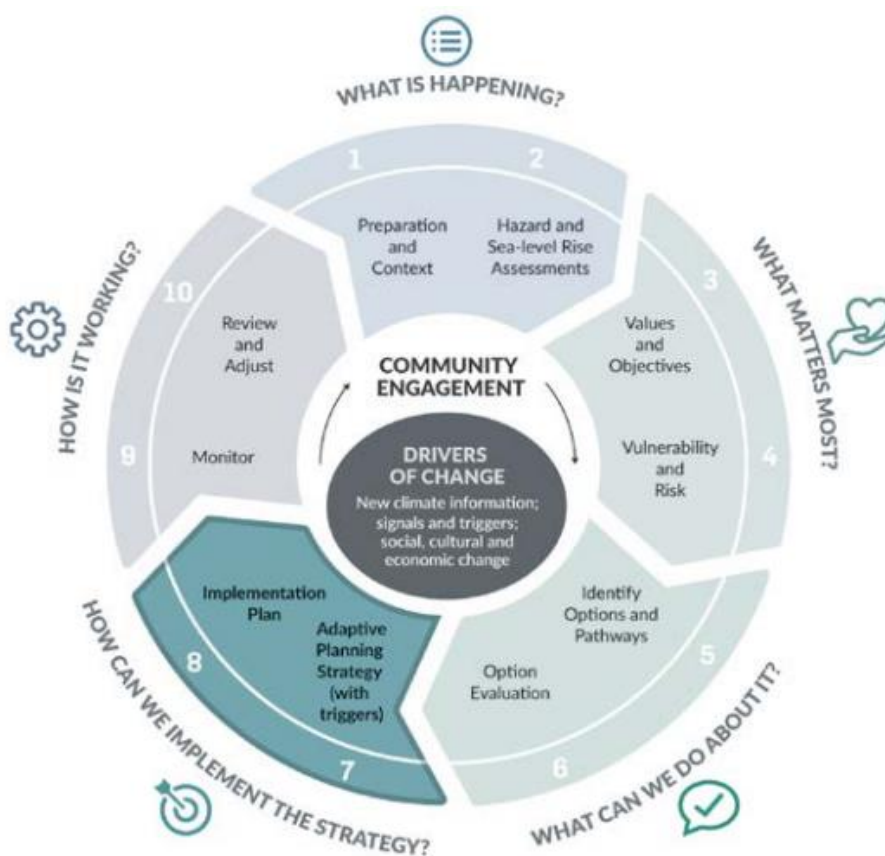 WHAT IS HAPPENING?
1
2
Preparation
and
Context
Hazard and
Sea-level Rise
Assessments
WHAT MATTERS MOST?
3
4
Values
and
Objectives
Vulnerability
and
Risk
WHAT CAN WE DO ABOUT IT?
5
6
Identify
Options and
Pathways
Option
Evaluation
HOW CAN WE IMPLEMENT THE STRATEGY?
7
8
Adaptive
Planning
Strategy
(with
triggers)
Implementation
Plan
HOW IS IT WORKING?
9
10
Monitor
Review
and
Adjust
COMMUNITY
ENGAGEMENT
DRIVERS
OF CHANGE
New climate information;
signals and triggers;
social, cultural and
economic change